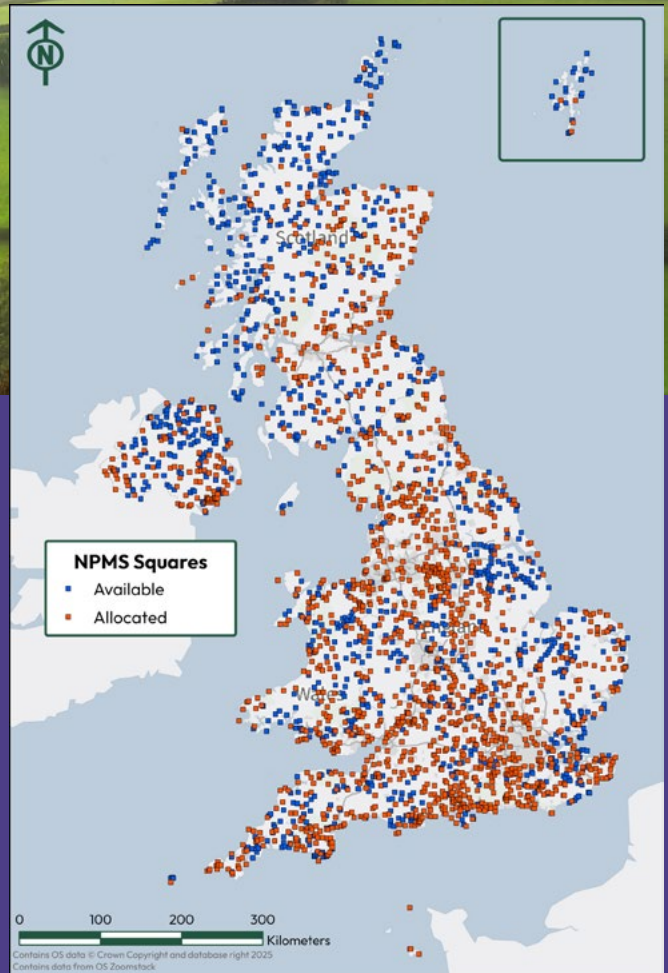 N
Scotland
NPMS Squares
Available
Allocated
England
Wales
0 100 200 300
Kilometers
Contains OS data © Crown Copyright and database right 2025
Contains data from OS Zoomstack